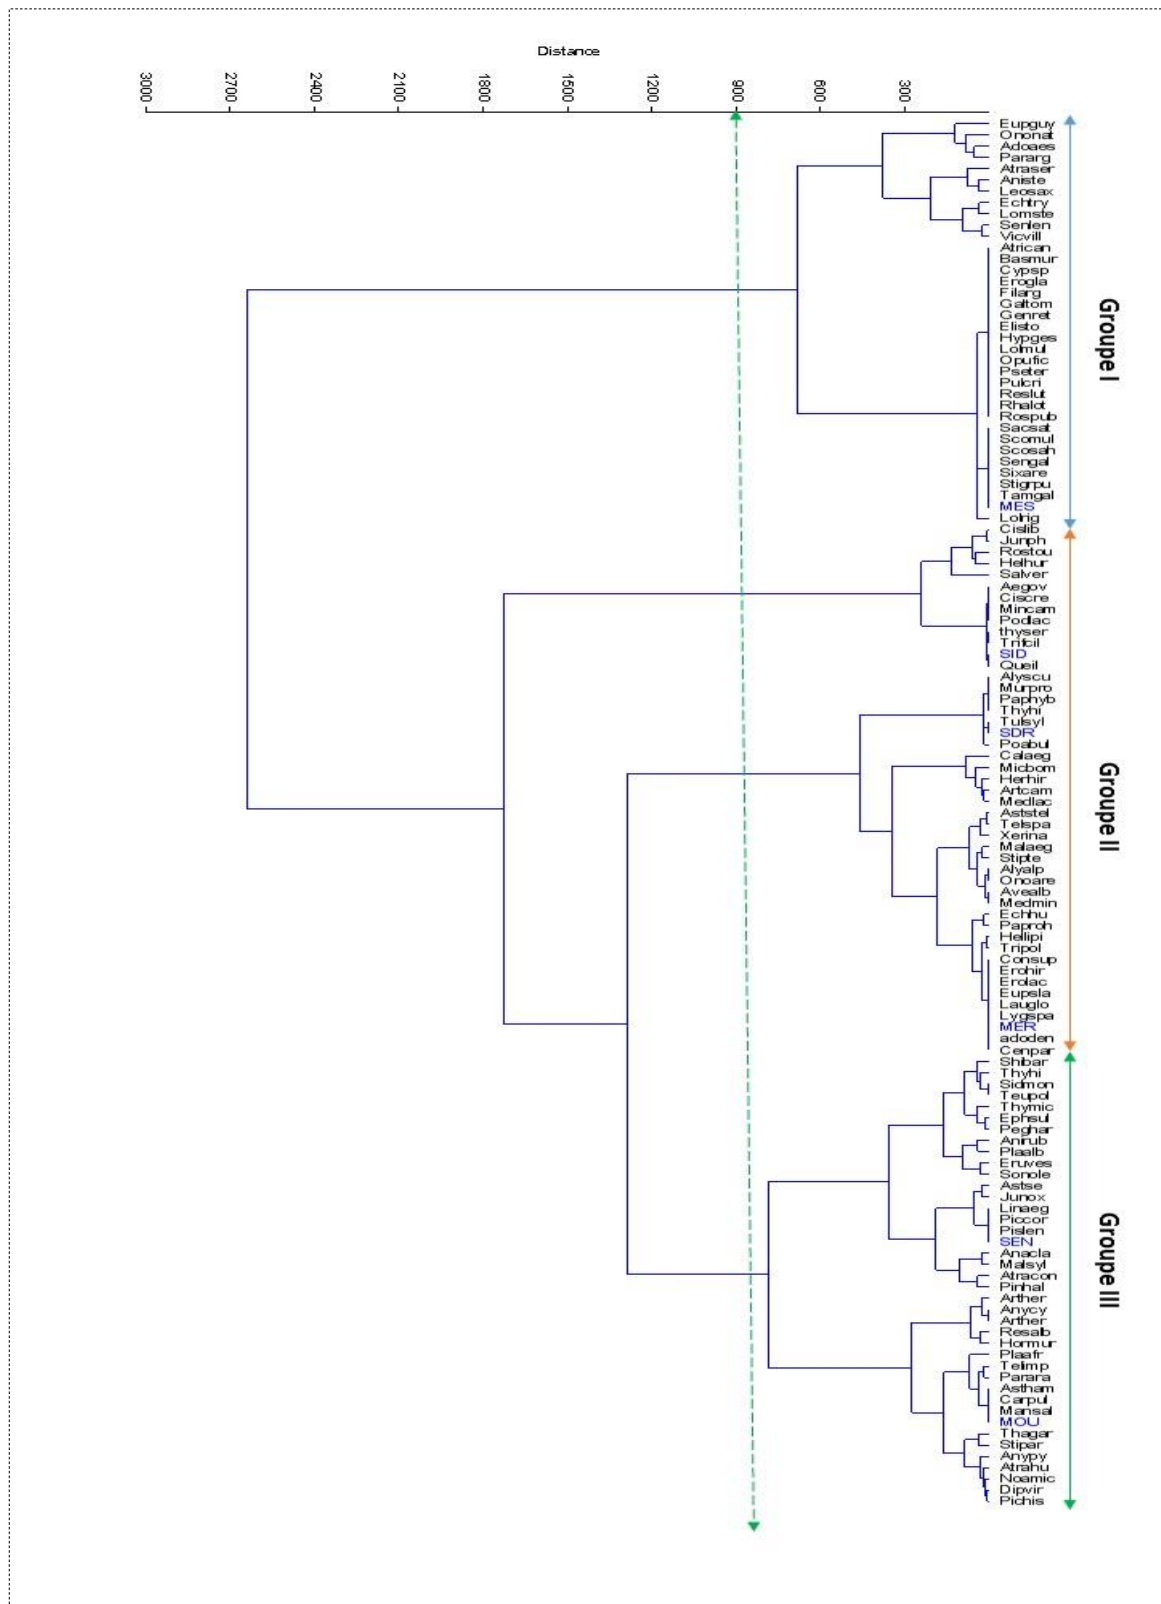 Distance
3000 2700 2400 2100 1800 1500 1200 900 600 300
Eupguy
Ononat
Adoaes
Pararg
Atraser
Aniste
Leosax
Echtry
Lomste
Senlen
Vicvill
Atrican
Basmur
Cypsp
Erogla
Filarg
Galtom
Genret
Elisto
Hypges
Lolmul
Opufic
Pseter
Pulcri
Reslut
Rhalot
Rospub
Sacsat
Scomul
Scosah
Sengal
Sixare
Stigrpu
Tamgal
MES
Lolrig
Groupe I
Cislib
Junph
Rostou
Helhur
Salver
Aegov
Ciscre
Mincam
Podlac
thyser
Trifcil
SID
Queil
Alyscu
Murpro
Paphyb
Thyhi
Tulsyl
SDR
Poabul
Calaeg
Micbom
Herhir
Artcam
Medlac
Aststel
Telspa
Xerina
Malaeg
Stipte
Alyalp
Onoare
Avealb
Medmin
Echhu
Paproh
Hellipi
Tripol
Consup
Erohir
Erolac
Eupsla
Lauglo
Lygspa
MER
adoden
Cenpar
Groupe II
Shibar
Thyhi
Sidmon
Teupol
Thymic
Ephsul
Peghar
Anirub
Plaalb
Eruves
Sonole
Astse
Junox
Linaeg
Piccor
Pislen
SEN
Anacla
Malsyl
Atracon
Pinhal
Arther
Anycy
Arther
Resalb
Hormur
Plaafr
Telimp
Parara
Astham
Carpul
Mansal
MOU
Thagar
Stipar
Anypy
Atrahu
Noamic
Dipvir
Pichis
Groupe III